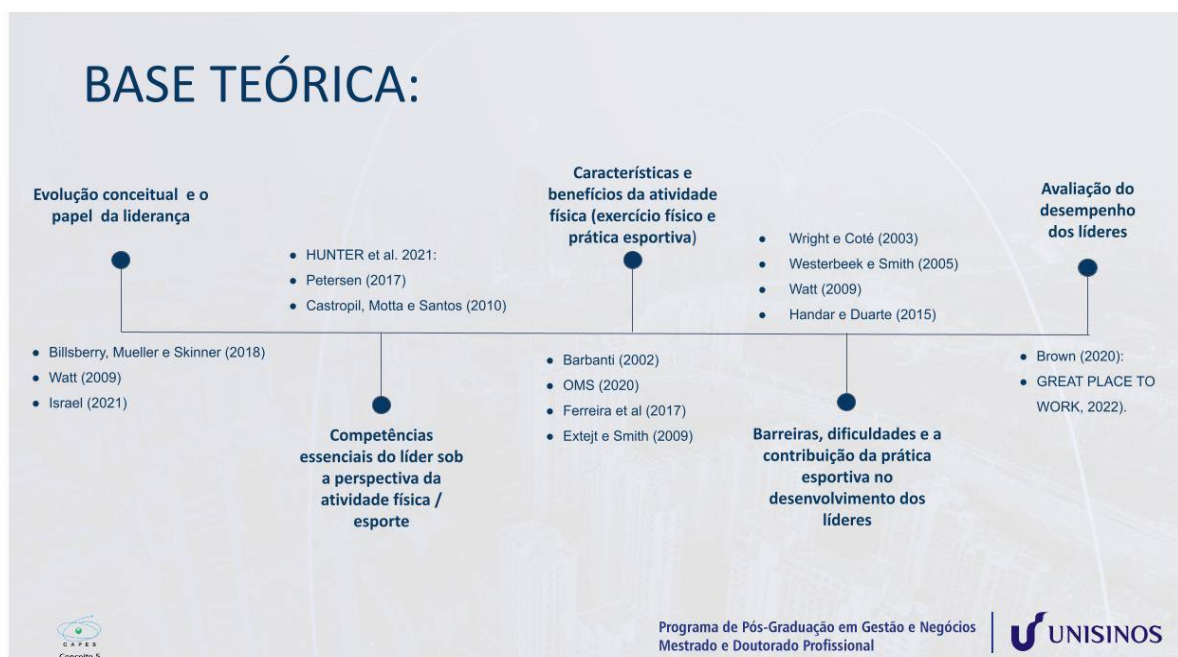 BASE TEÓRICA:
Evolução conceitual e o
papel da liderança
● Billsberry, Mueller e Skinner (2018)
● Watt (2009)
● Israel (2021)
● HUNTER et al. 2021:
● Petersen (2017)
● Castropil, Motta e Santos (2010)
Competências
essenciais do líder sob
a perspectiva da
atividade física /
esporte
Características e
benefícios da atividade
física (exercício físico e
prática esportiva)
● Barbanti (2002)
● OMS (2020)
● Ferreira et al (2017)
● Extejt e Smith (2009)
● Wright e Coté (2003)
● Westerbeek e Smith (2005)
● Watt (2009)
● Handar e Duarte (2015)
Barreiras, dificuldades e a
contribuição da prática
esportiva no
desenvolvimento dos
líderes
Avaliação do
desempenho
dos líderes
● Brown (2020):
● GREAT PLACE TO
WORK, 2022).
CAPES
Conceito 5
Programa de Pós-Graduação em Gestão e Negócios
Mestrado e Doutorado Profissional
UNISINOS